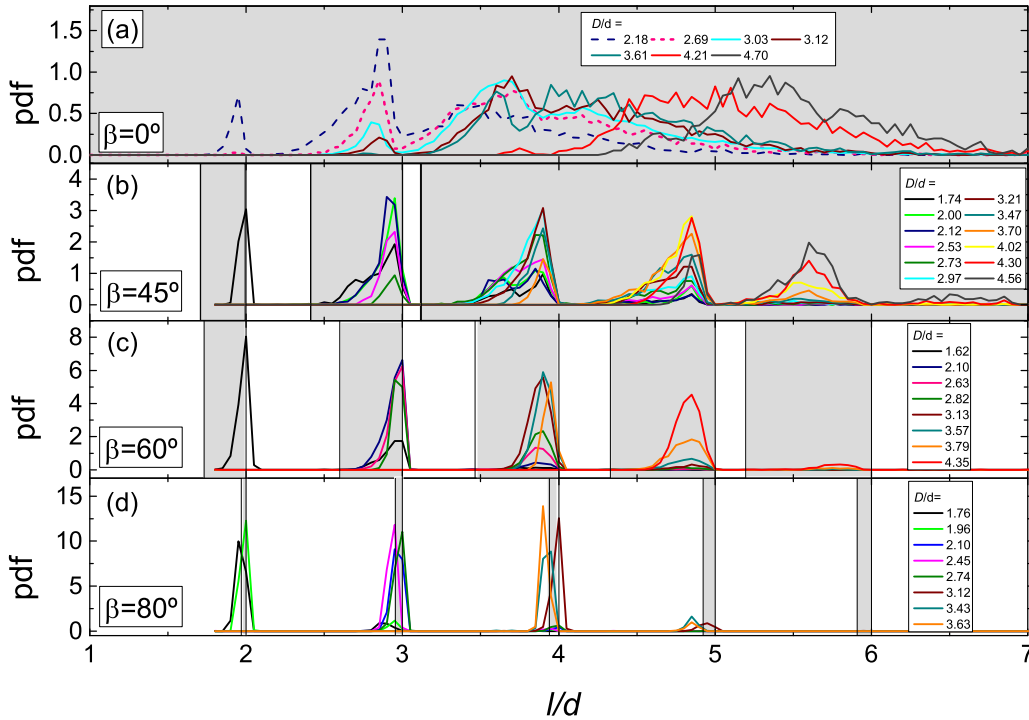 (a)
pdf
1.5
1.0
0.5
0.0
β=0º
D/d =
2.18 2.69 3.03 3.12
3.61 4.21 4.70
(b)
pdf
4
3
2
1
0
β=45º
D/d =
1.74 3.21
2.00 3.47
2.12 3.70
2.53 4.02
2.73 4.30
2.97 4.56
(c)
pdf
8
6
4
2
0
β=60º
D/d =
1.62
2.10
2.63
2.82
3.13
3.57
3.79
4.35
(d)
pdf
15
10
5
0
β=80º
D/d=
1.76
1.96
2.10
2.45
2.74
3.12
3.43
3.63
1 2 3 4 5 6 7
l/d